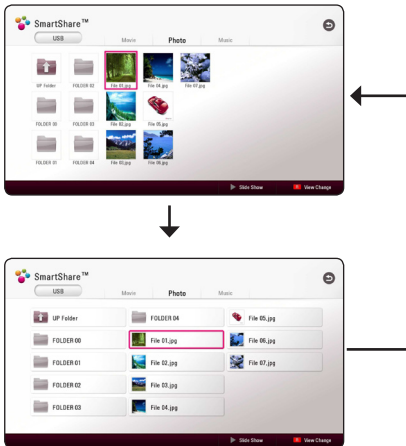 SmartShare™
USB Movie Photo Music
UP Folder FOLDER 02 File 01.jpg File 04.jpg File 07.jpg
FOLDER 00 FOLDER 03 File 02.jpg File 05.jpg
FOLDER 01 FOLDER 04 File 03.jpg File 06.jpg
Slide Show View Change
SmartShare™
USB Movie Photo Music
UP Folder FOLDER 04 File 05.jpg
FOLDER 00 File 01.jpg File 06.jpg
FOLDER 01 File 02.jpg File 07.jpg
FOLDER 02 File 03.jpg
FOLDER 03 File 04.jpg
Slide Show View Change